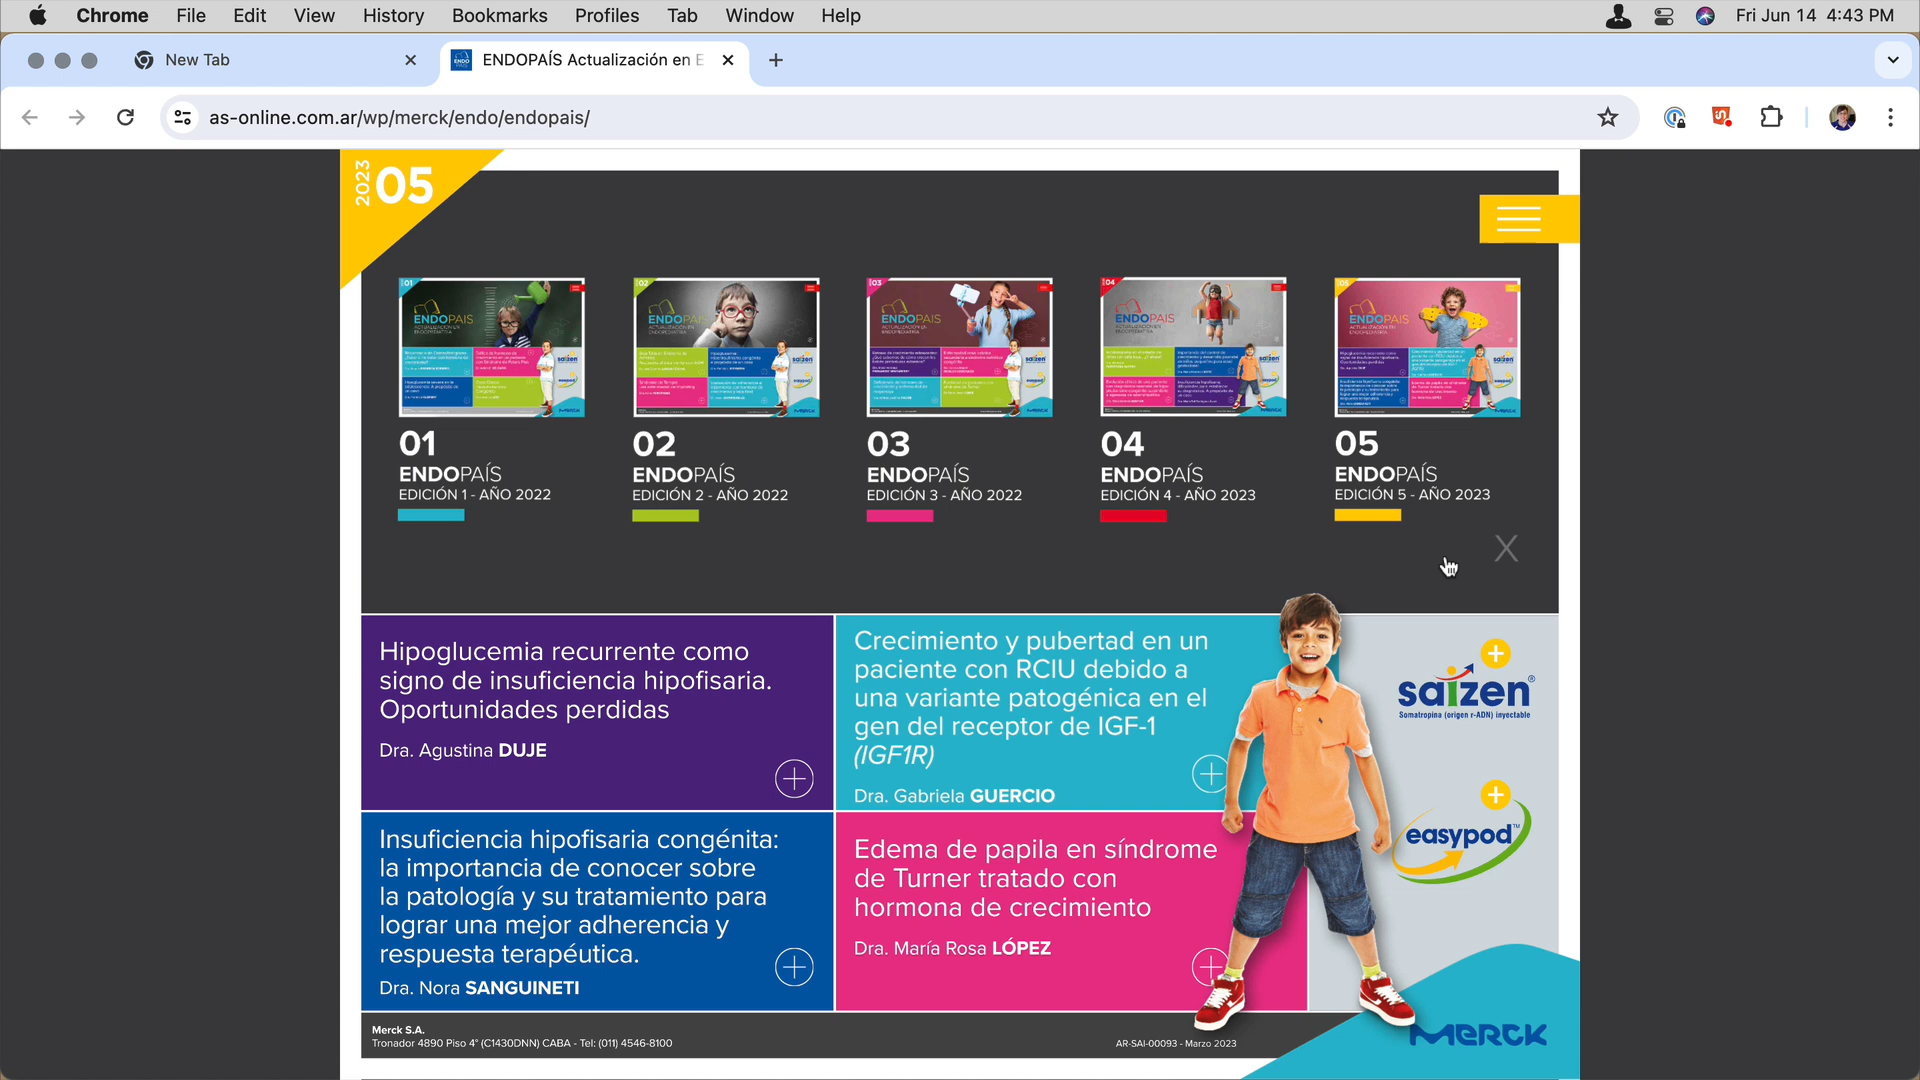 Chrome File Edit View History Bookmarks Profiles Tab Window Help Fri Jun 14 4:43 PM
New Tab
ENDOPAÍS Actualización en E
as-online.com.ar/wp/merck/endo/endopais/
2023
05
01
ENDOPAÍS
EDICIÓN 1 - AÑO 2022
02
ENDOPAÍS
EDICIÓN 2 - AÑO 2022
03
ENDOPAÍS
EDICIÓN 3 - AÑO 2022
04
ENDOPAÍS
EDICIÓN 4 - AÑO 2023
05
ENDOPAÍS
EDICIÓN 5 - AÑO 2023
X
Hipoglucemia recurrente como
signo de insuficiencia hipofisaria.
Oportunidades perdidas
Dra. Agustina DUJE
Crecimiento y pubertad en un
paciente con RCIU debido a
una variante patogénica en el
gen del receptor de IGF-1
(IGF1R)
Dra. Gabriela GUERCIO
Insuficiencia hipofisaria congénita:
la importancia de conocer sobre
la patología y su tratamiento para
lograr una mejor adherencia y
respuesta terapéutica.
Dra. Nora SANGUINETI
Edema de papila en síndrome
de Turner tratado con
hormona de crecimiento
Dra. María Rosa LÓPEZ
saizen®
Somatropina (origen r-ADN) inyectable
easypod™
Merck S.A.
Tronador 4890 Piso 4° (C1430DNN) CABA - Tel: (011) 4546-8100
AR-SAI-00093 - Marzo 2023
MERCK